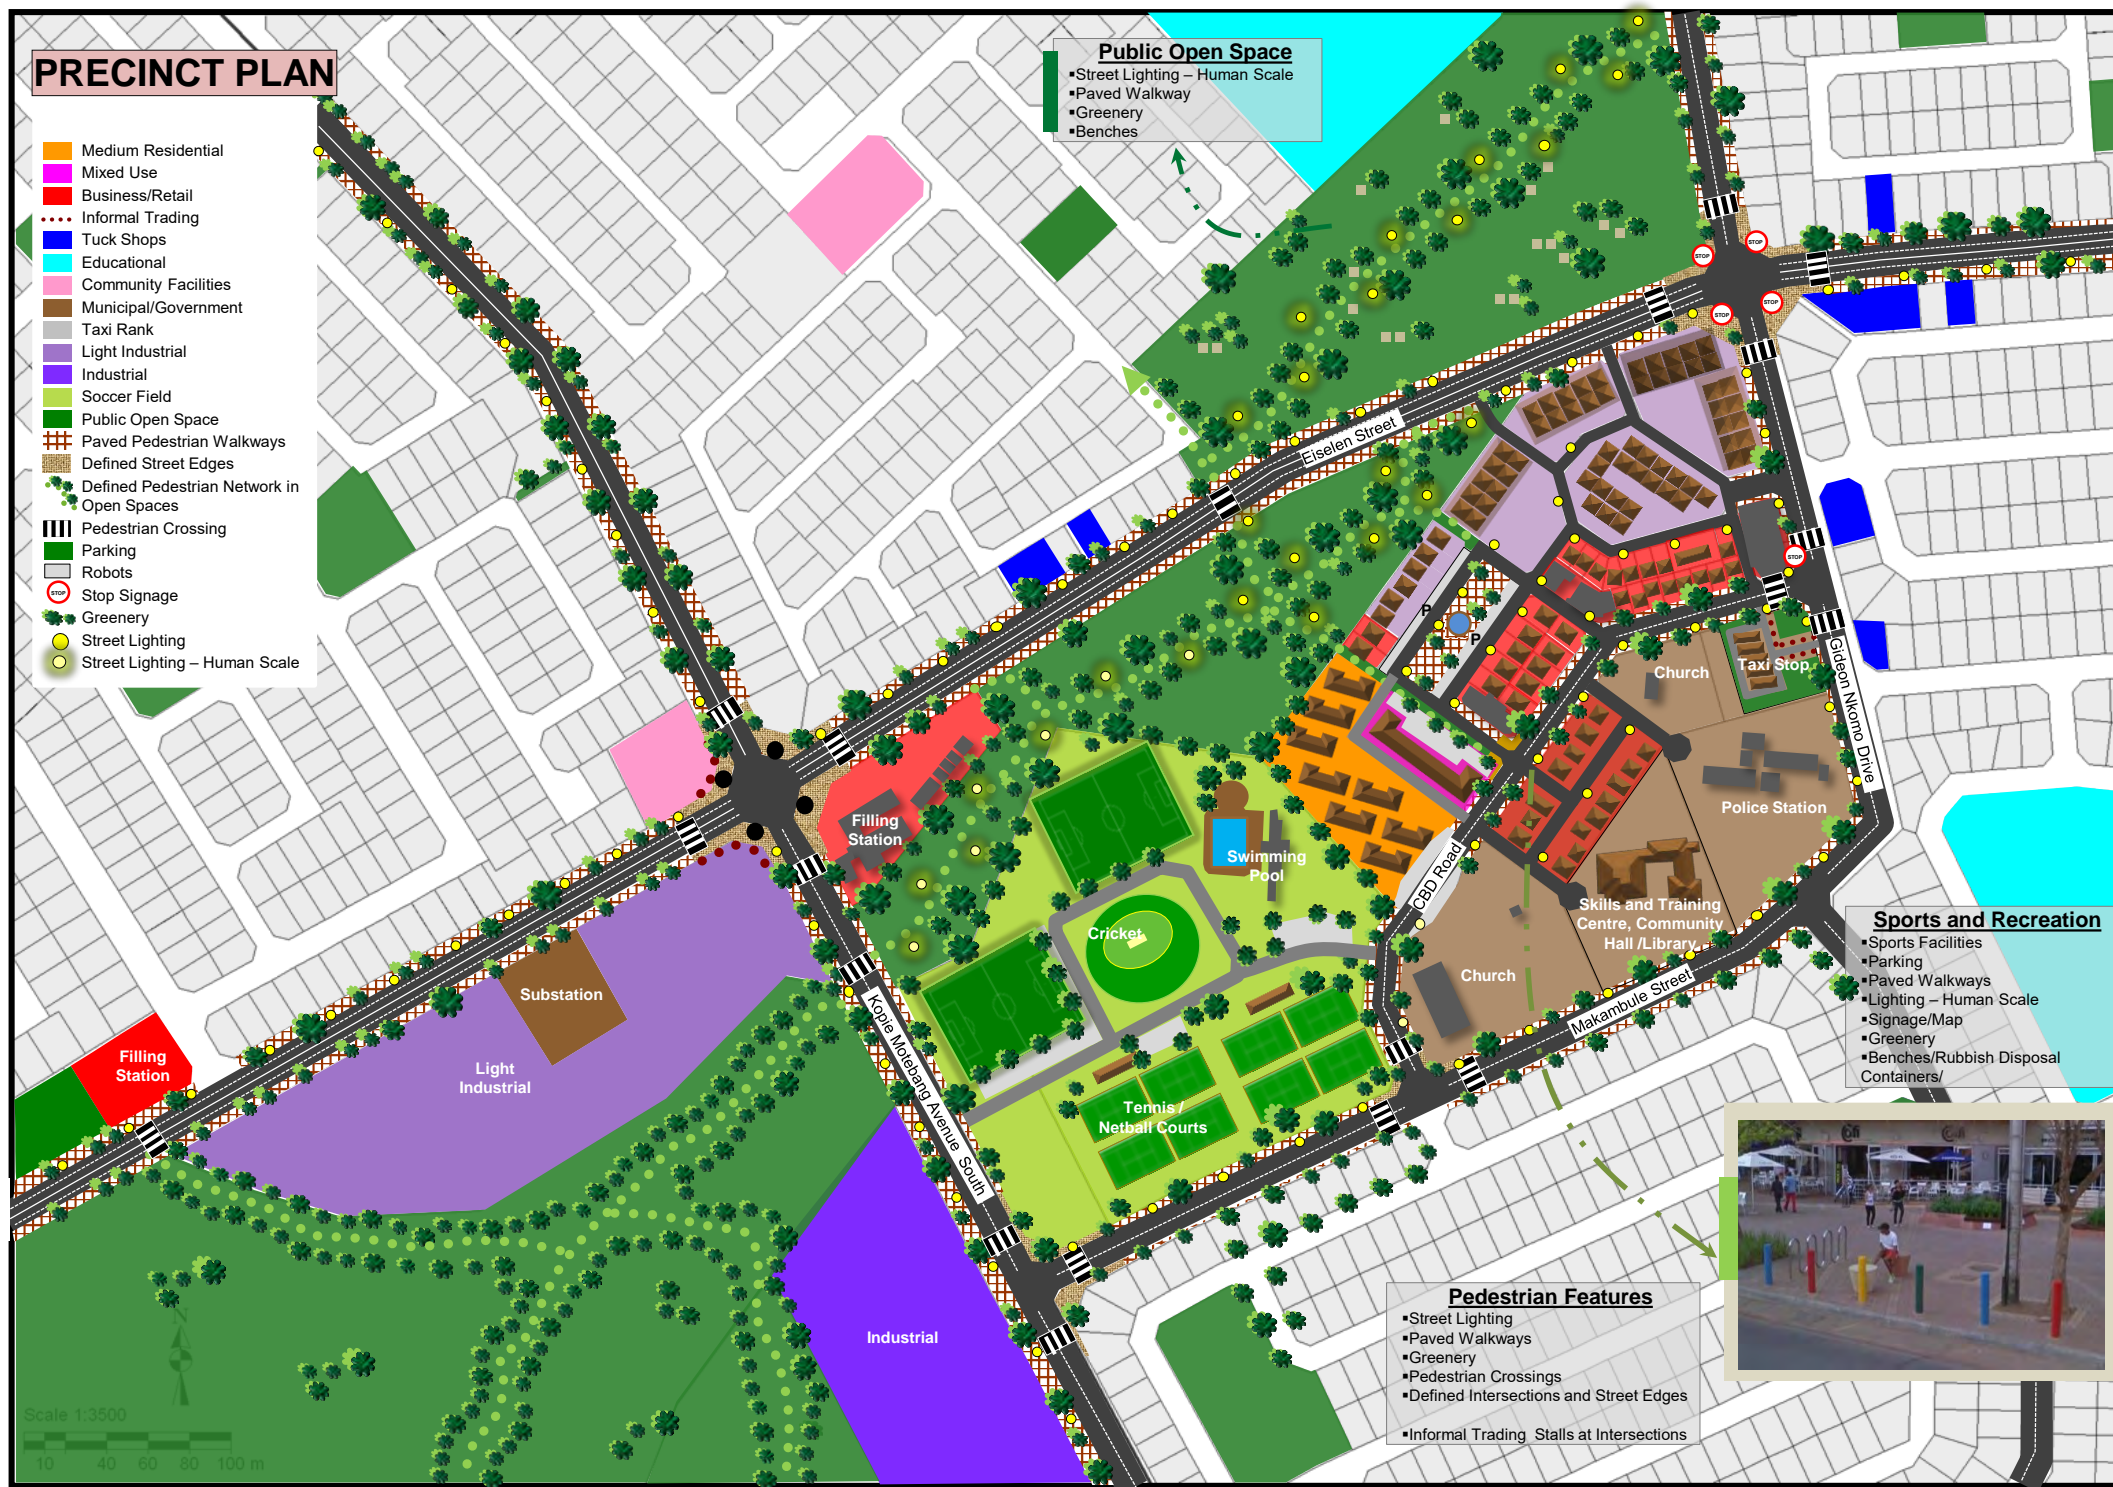 PRECINCT PLAN
Medium Residential
Mixed Use
Business/Retail
Informal Trading
Tuck Shops
Educational
Community Facilities
Municipal/Government
Taxi Rank
Light Industrial
Industrial
Soccer Field
Public Open Space
Paved Pedestrian Walkways
Defined Street Edges
Defined Pedestrian Network in
Open Spaces
Pedestrian Crossing
Parking
Robots
STOP
Stop Signage
Greenery
Street Lighting
Street Lighting – Human Scale
Public Open Space
▪Street Lighting – Human Scale
▪Paved Walkway
▪Greenery
▪Benches
STOP
STOP
STOP
STOP
Eiselen Street
STOP
P
P
Church
Taxi Stop
Gideon Nkomo Drive
Police Station
Filling
Station
Swimming
Pool
CBD Road
Skills and Training
Centre, Community
Hall /Library
Cricket
Church
Makambule Street
Substation
Kopie Motebang Avenue South
Filling
Station
Light
Industrial
Tennis /
Netball Courts
Industrial
Sports and Recreation
▪Sports Facilities
▪Parking
▪Paved Walkways
▪Lighting – Human Scale
▪Signage/Map
▪Greenery
▪Benches/Rubbish Disposal
Containers/
Pedestrian Features
▪Street Lighting
▪Paved Walkways
▪Greenery
▪Pedestrian Crossings
▪Defined Intersections and Street Edges
▪Informal Trading Stalls at Intersections
N
Scale 1:3500
10 40 60 80 100 m